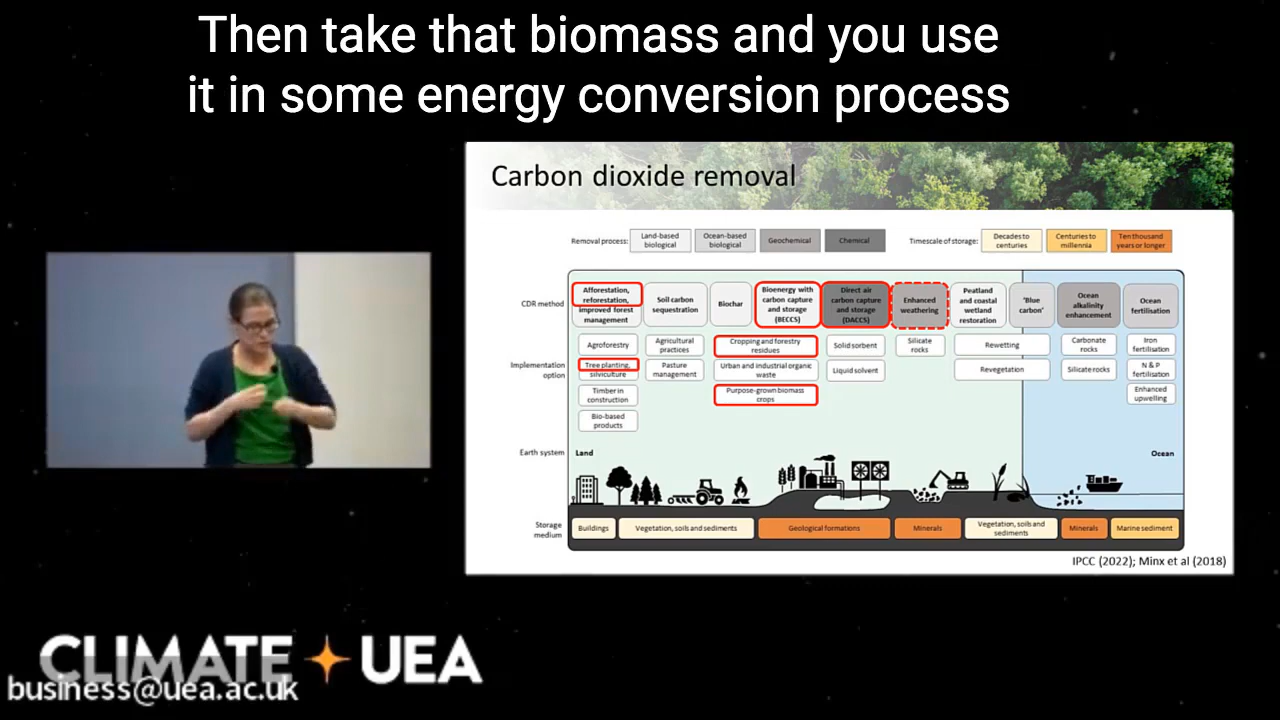 Then take that biomass and you use
it in some energy conversion process
Carbon dioxide removal
Removal process:
Land-based
biological
Ocean-based
biological
Geochemical
Chemical
Timescale of storage:
Decades to
centuries
Centuries to
millennia
Ten thousand
years or longer
CDR method
Afforestation,
reforestation,
improved forest
management
Soil carbon
sequestration
Biochar
Bioenergy with
carbon capture
and storage
(BECCS)
Direct air
carbon capture
and storage
(DACCS)
Enhanced
weathering
Peatland
and coastal
wetland
restoration
'Blue
carbon'
Ocean
alkalinity
enhancement
Ocean
fertilisation
Implementation
option
Agroforestry
Tree planting,
silviculture
Timber in
construction
Bio-based
products
Agricultural
practices
Pasture
management
Cropping and forestry
residues
Urban and industrial organic
waste
Purpose-grown biomass
crops
Solid sorbent
Liquid solvent
Silicate
rocks
Rewetting
Revegetation
Carbonate
rocks
Silicate rocks
Iron
fertilisation
N & P
fertilisation
Enhanced
upwelling
Earth system
Land
Ocean
Storage
medium
Buildings
Vegetation, soils and sediments
Geological formations
Minerals
Vegetation, soils and
sediments
Minerals
Marine sediment
IPCC (2022); Minx et al (2018)
CLIMATE UEA
business@uea.ac.uk